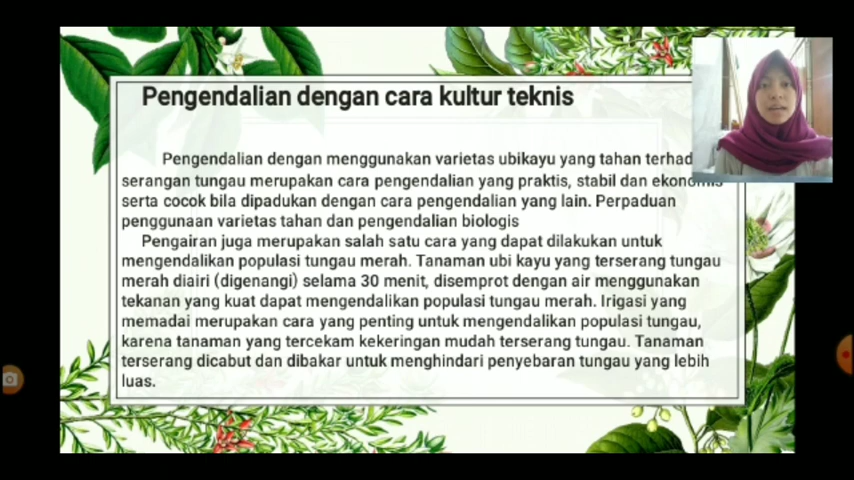 Pengendalian dengan cara kultur teknis
Pengendalian dengan menggunakan varietas ubikayu yang tahan
serangan tungau merupakan cara pengendalian yang praktis, stabil dan ekonomis
serta cocok bila dipadukan dengan cara pengendalian yang lain. Perpaduan
penggunaan varietas tahan dan pengendalian biologis
Pengairan juga merupakan salah satu cara yang dapat dilakukan untuk
mengendalikan populasi tungau merah. Tanaman ubi kayu yang terserang tungau
merah diairi (digenangi) selama 30 menit, disemprot dengan air menggunakan
tekanan yang kuat dapat mengendalikan populasi tungau merah. Irigasi yang
memadai merupakan cara yang penting untuk mengendalikan populasi tungau,
karena tanaman yang tercekam kekeringan mudah terserang tungau. Tanaman
terserang dicabut dan dibakar untuk menghindari penyebaran tungau yang lebih
luas.